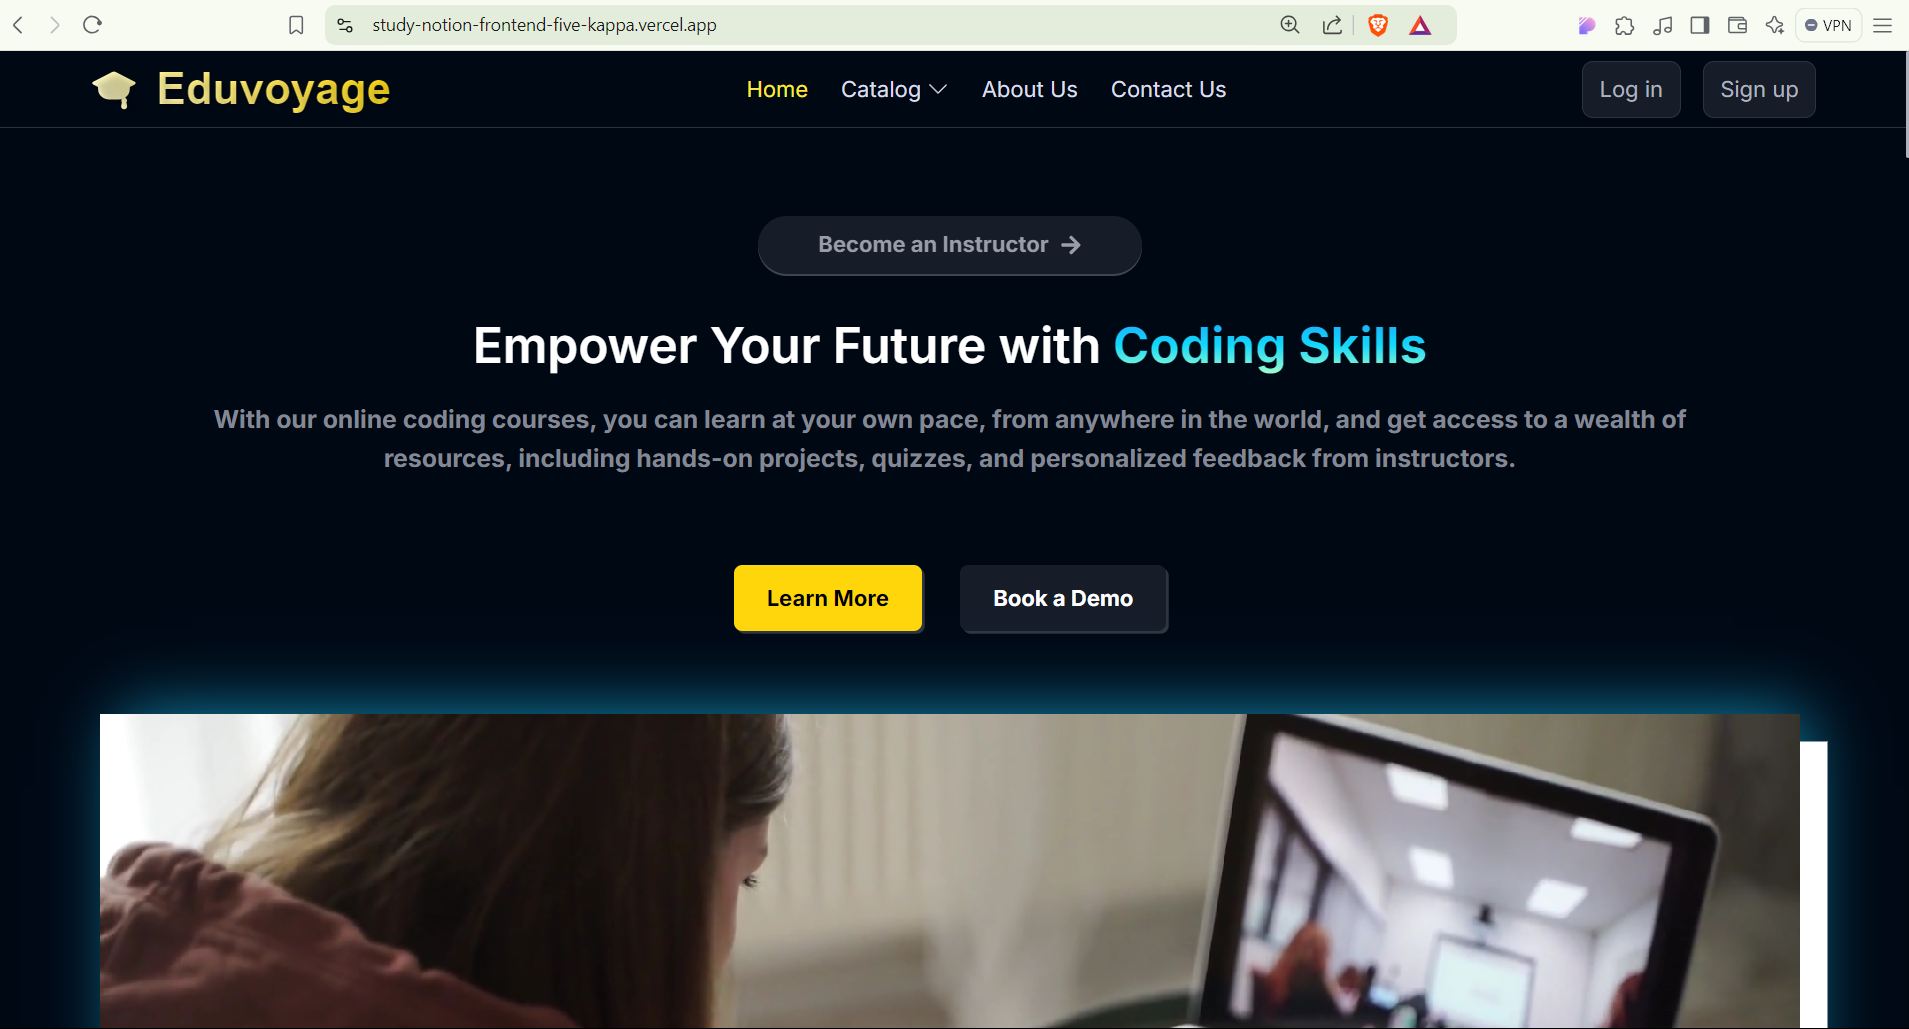 study-notion-frontend-five-kappa.vercel.app
VPN
Eduvoyage
Home
Catalog
About Us
Contact Us
Log in
Sign up
Become an Instructor
Empower Your Future with Coding Skills
With our online coding courses, you can learn at your own pace, from anywhere in the world, and get access to a wealth of
resources, including hands-on projects, quizzes, and personalized feedback from instructors.
Learn More
Book a Demo